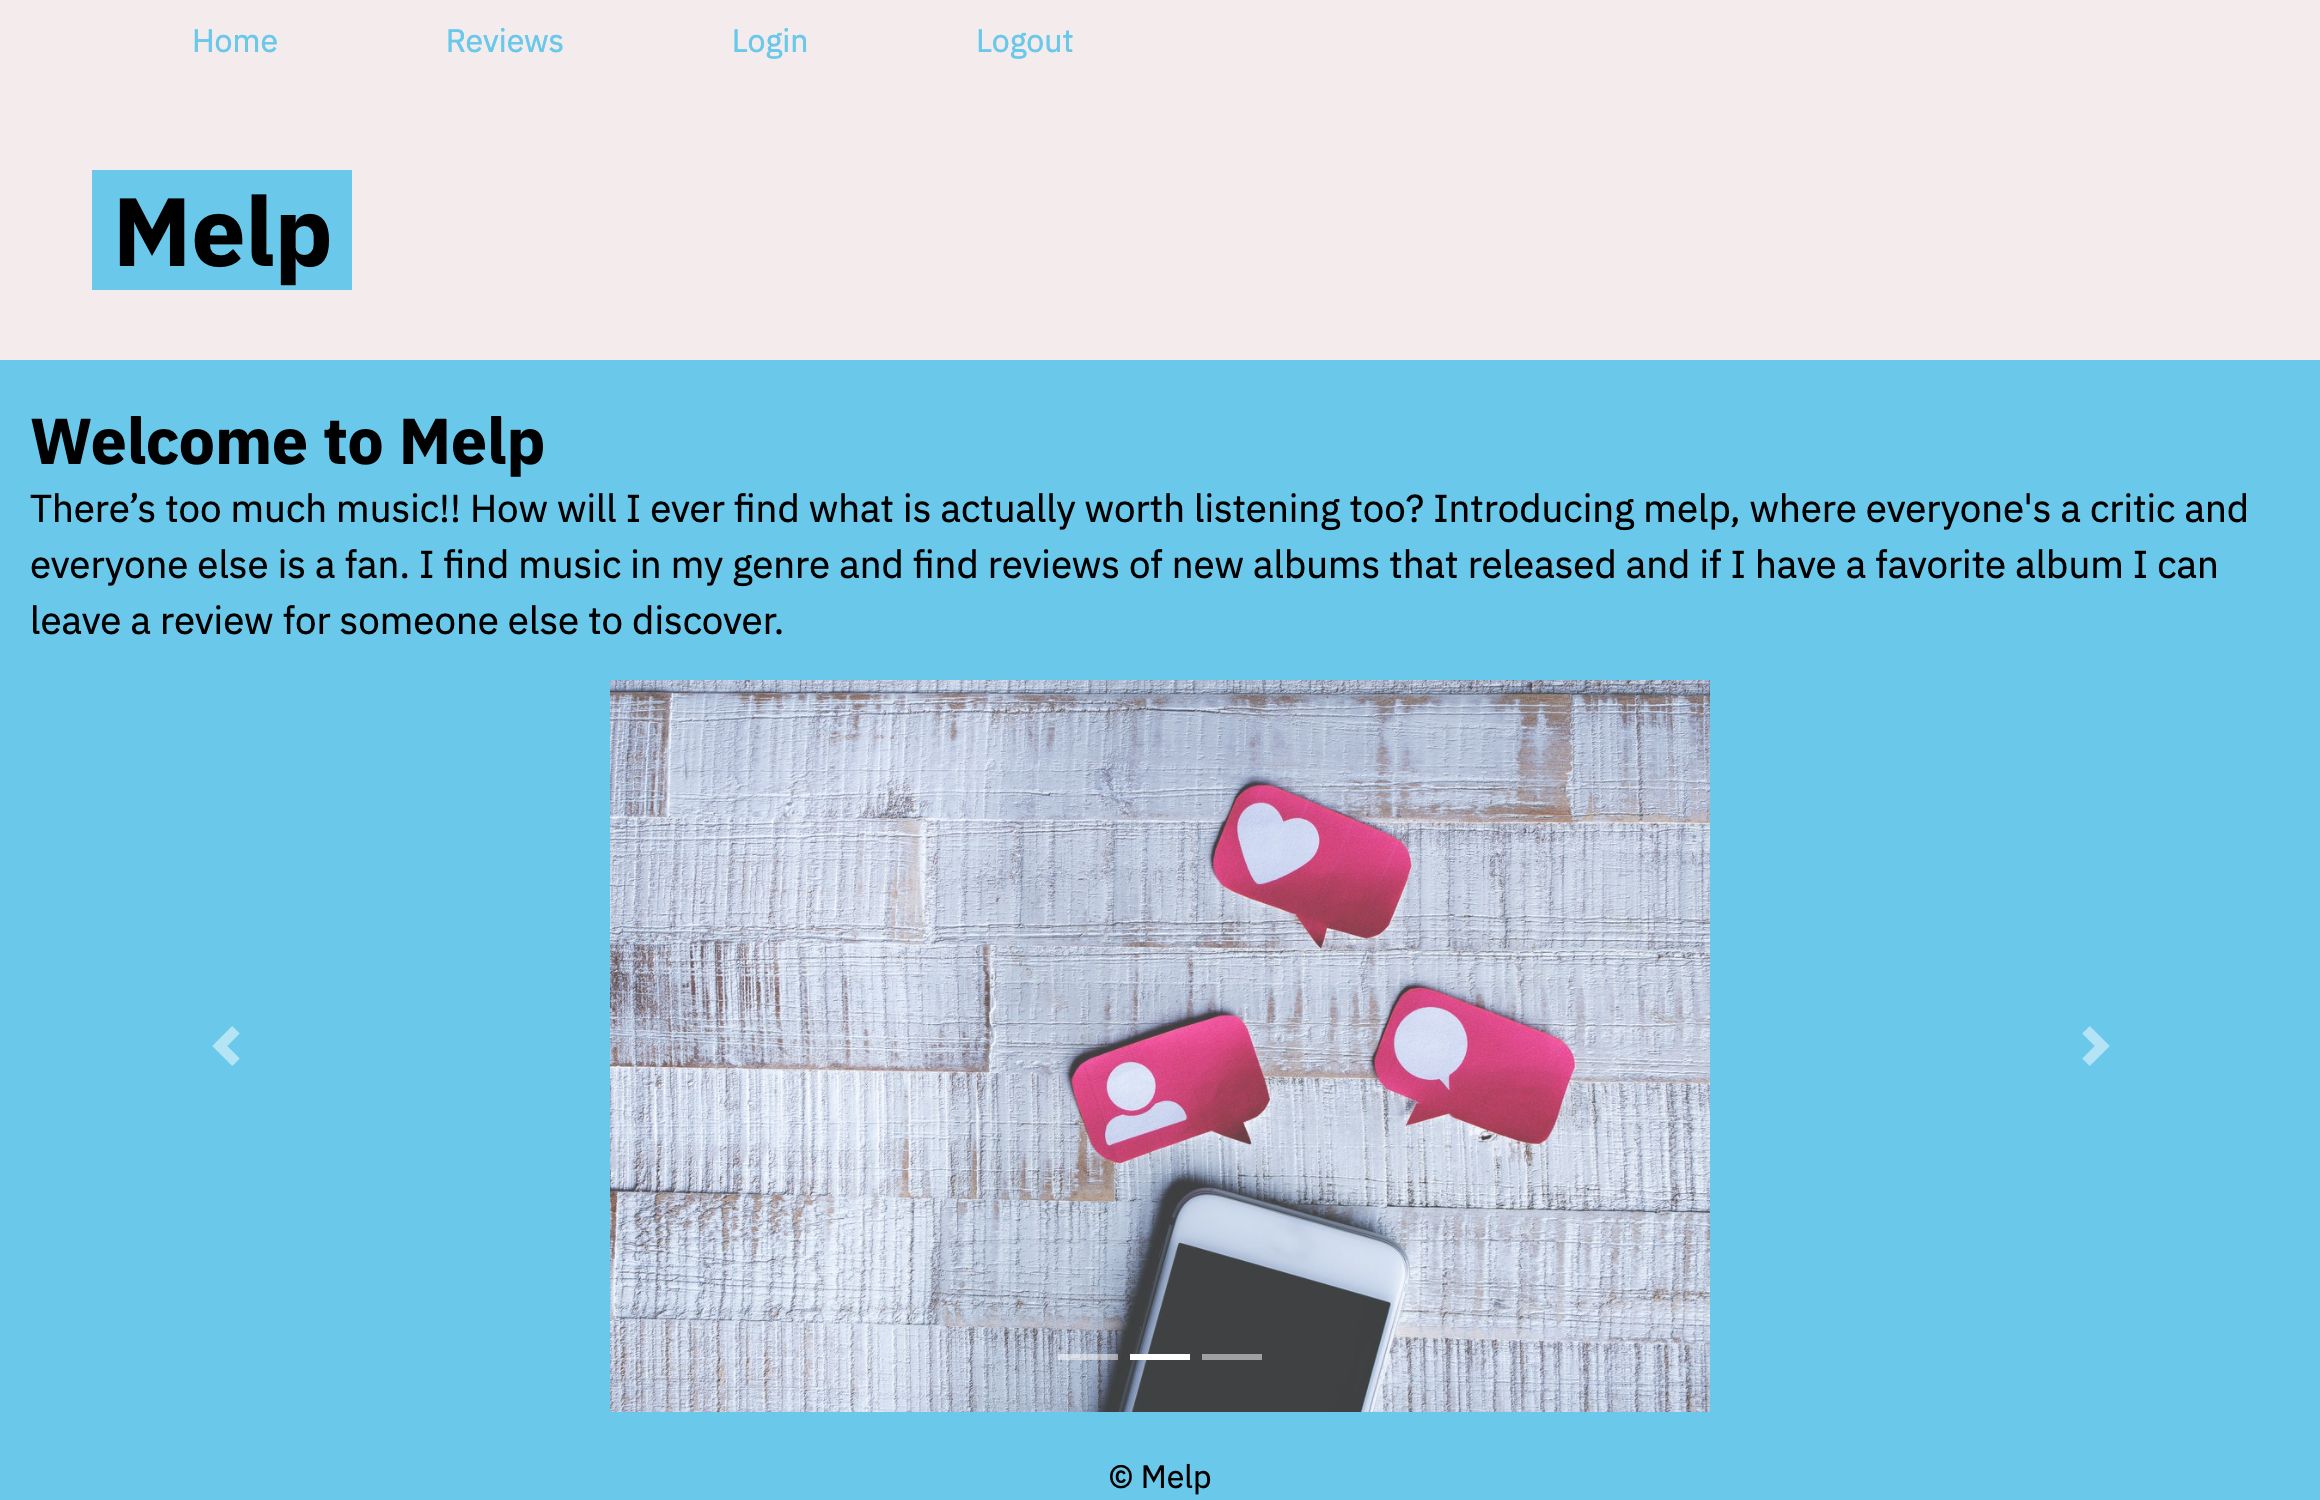 Home Reviews Login Logout
Melp
Welcome to Melp
There’s too much music!! How will I ever find what is actually worth listening too? Introducing melp, where everyone's a critic and
everyone else is a fan. I find music in my genre and find reviews of new albums that released and if I have a favorite album I can
leave a review for someone else to discover.
© Melp